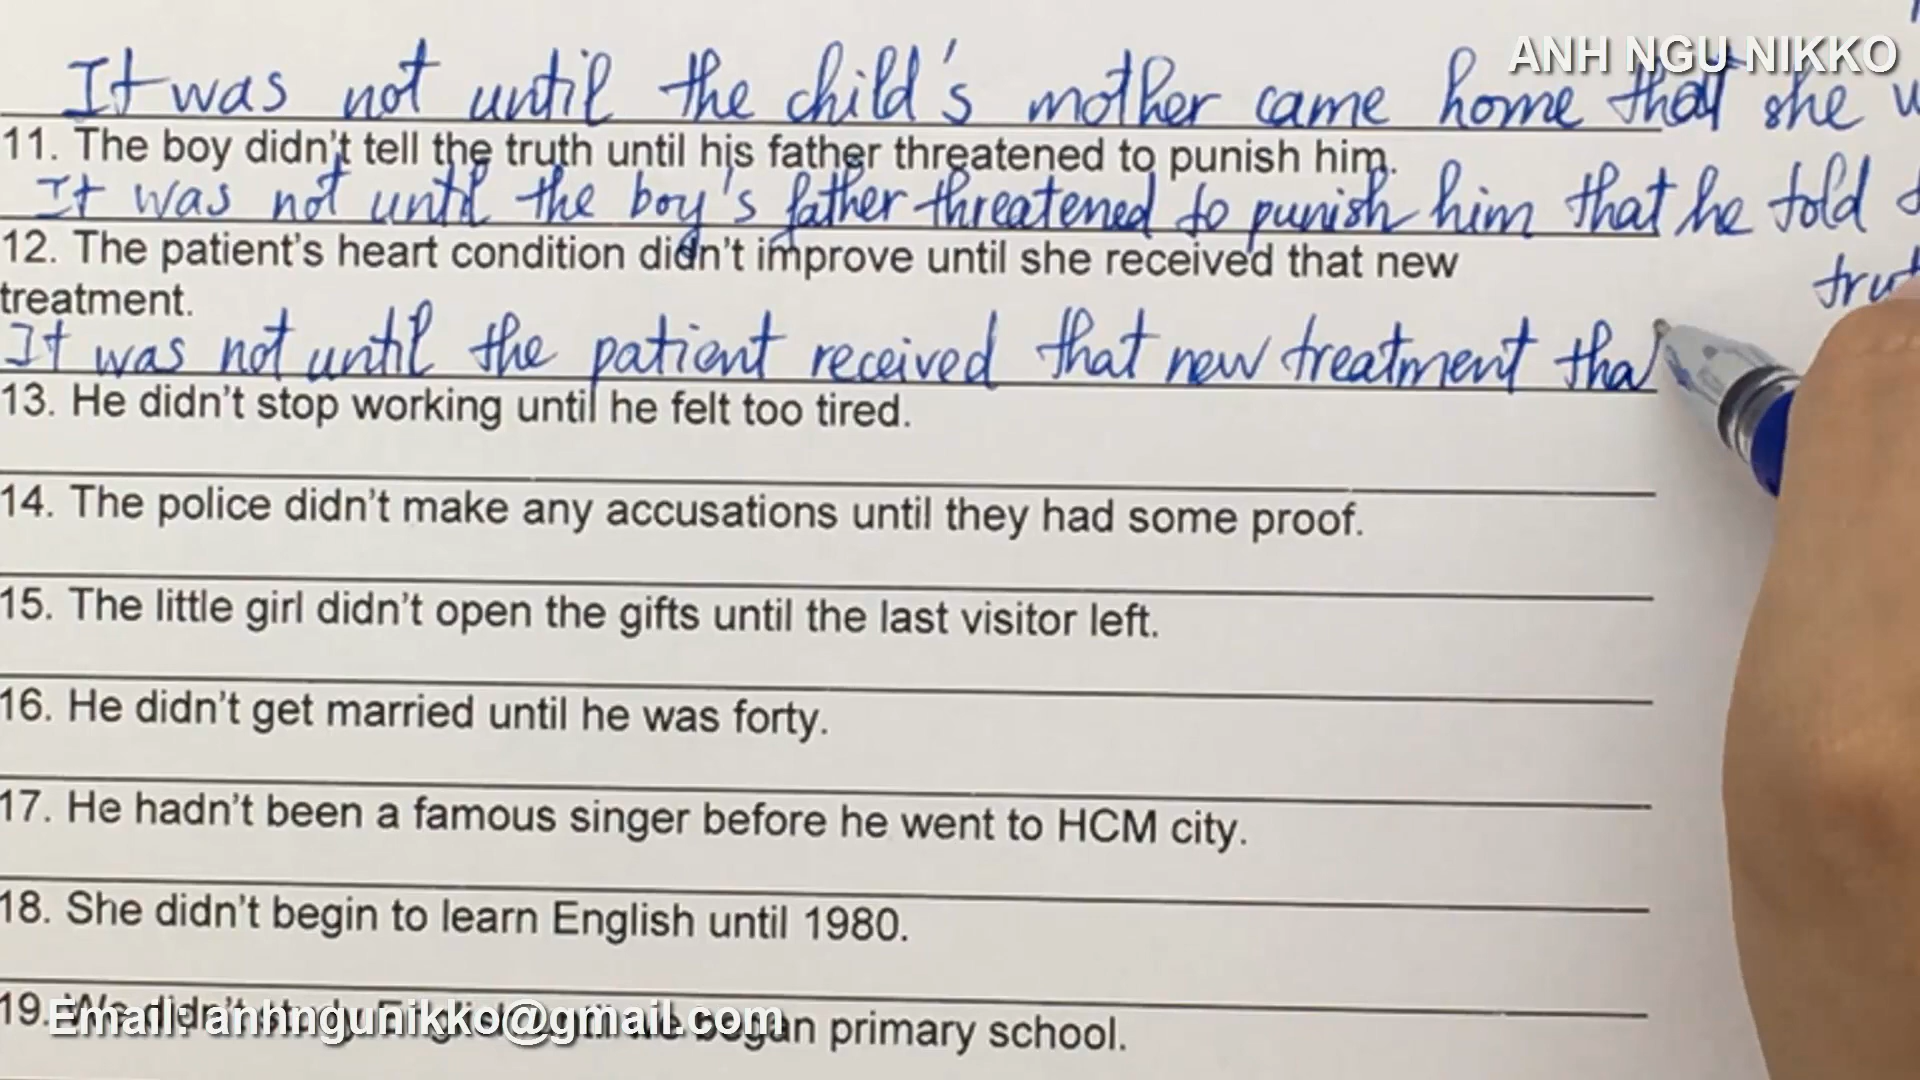 ANH NGU NIKKO
It was not until the child's mother came home that she
11. The boy didn't tell the truth until his father threatened to punish him.
It was not until the boy's father threatened to punish him that he told
12. The patient's heart condition didn't improve until she received that new
treatment.
It was not until the patient received that new treatment tha
13. He didn't stop working until he felt too tired.
14. The police didn't make any accusations until they had some proof.
15. The little girl didn't open the gifts until the last visitor left.
16. He didn't get married until he was forty.
17. He hadn't been a famous singer before he went to HCM city.
18. She didn't begin to learn English until 1980.
19. primary school.
Email: anhngunikko@gmail.com